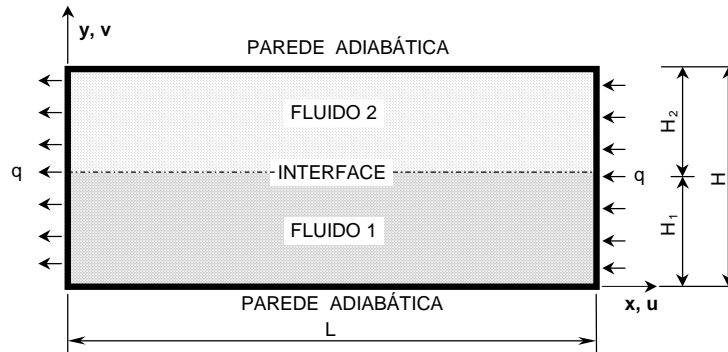 y, v
PAREDE ADIABÁTICA
FLUIDO 2
H2
q
INTERFACE
q
H
FLUIDO 1
H1
PAREDE ADIABÁTICA
x, u
L